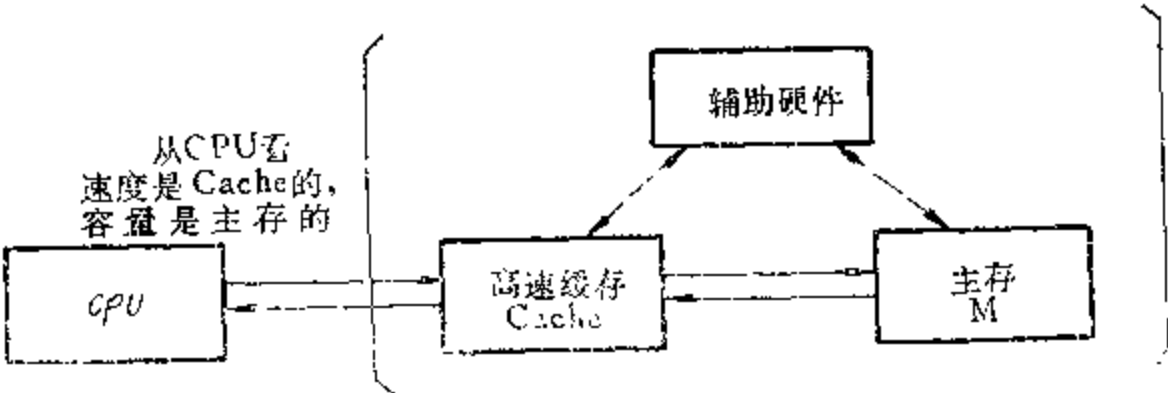 辅助硬件
从CPU看
速度是Cache的,
容量是主存的
CPU
高速缓存
Cache
主存
M